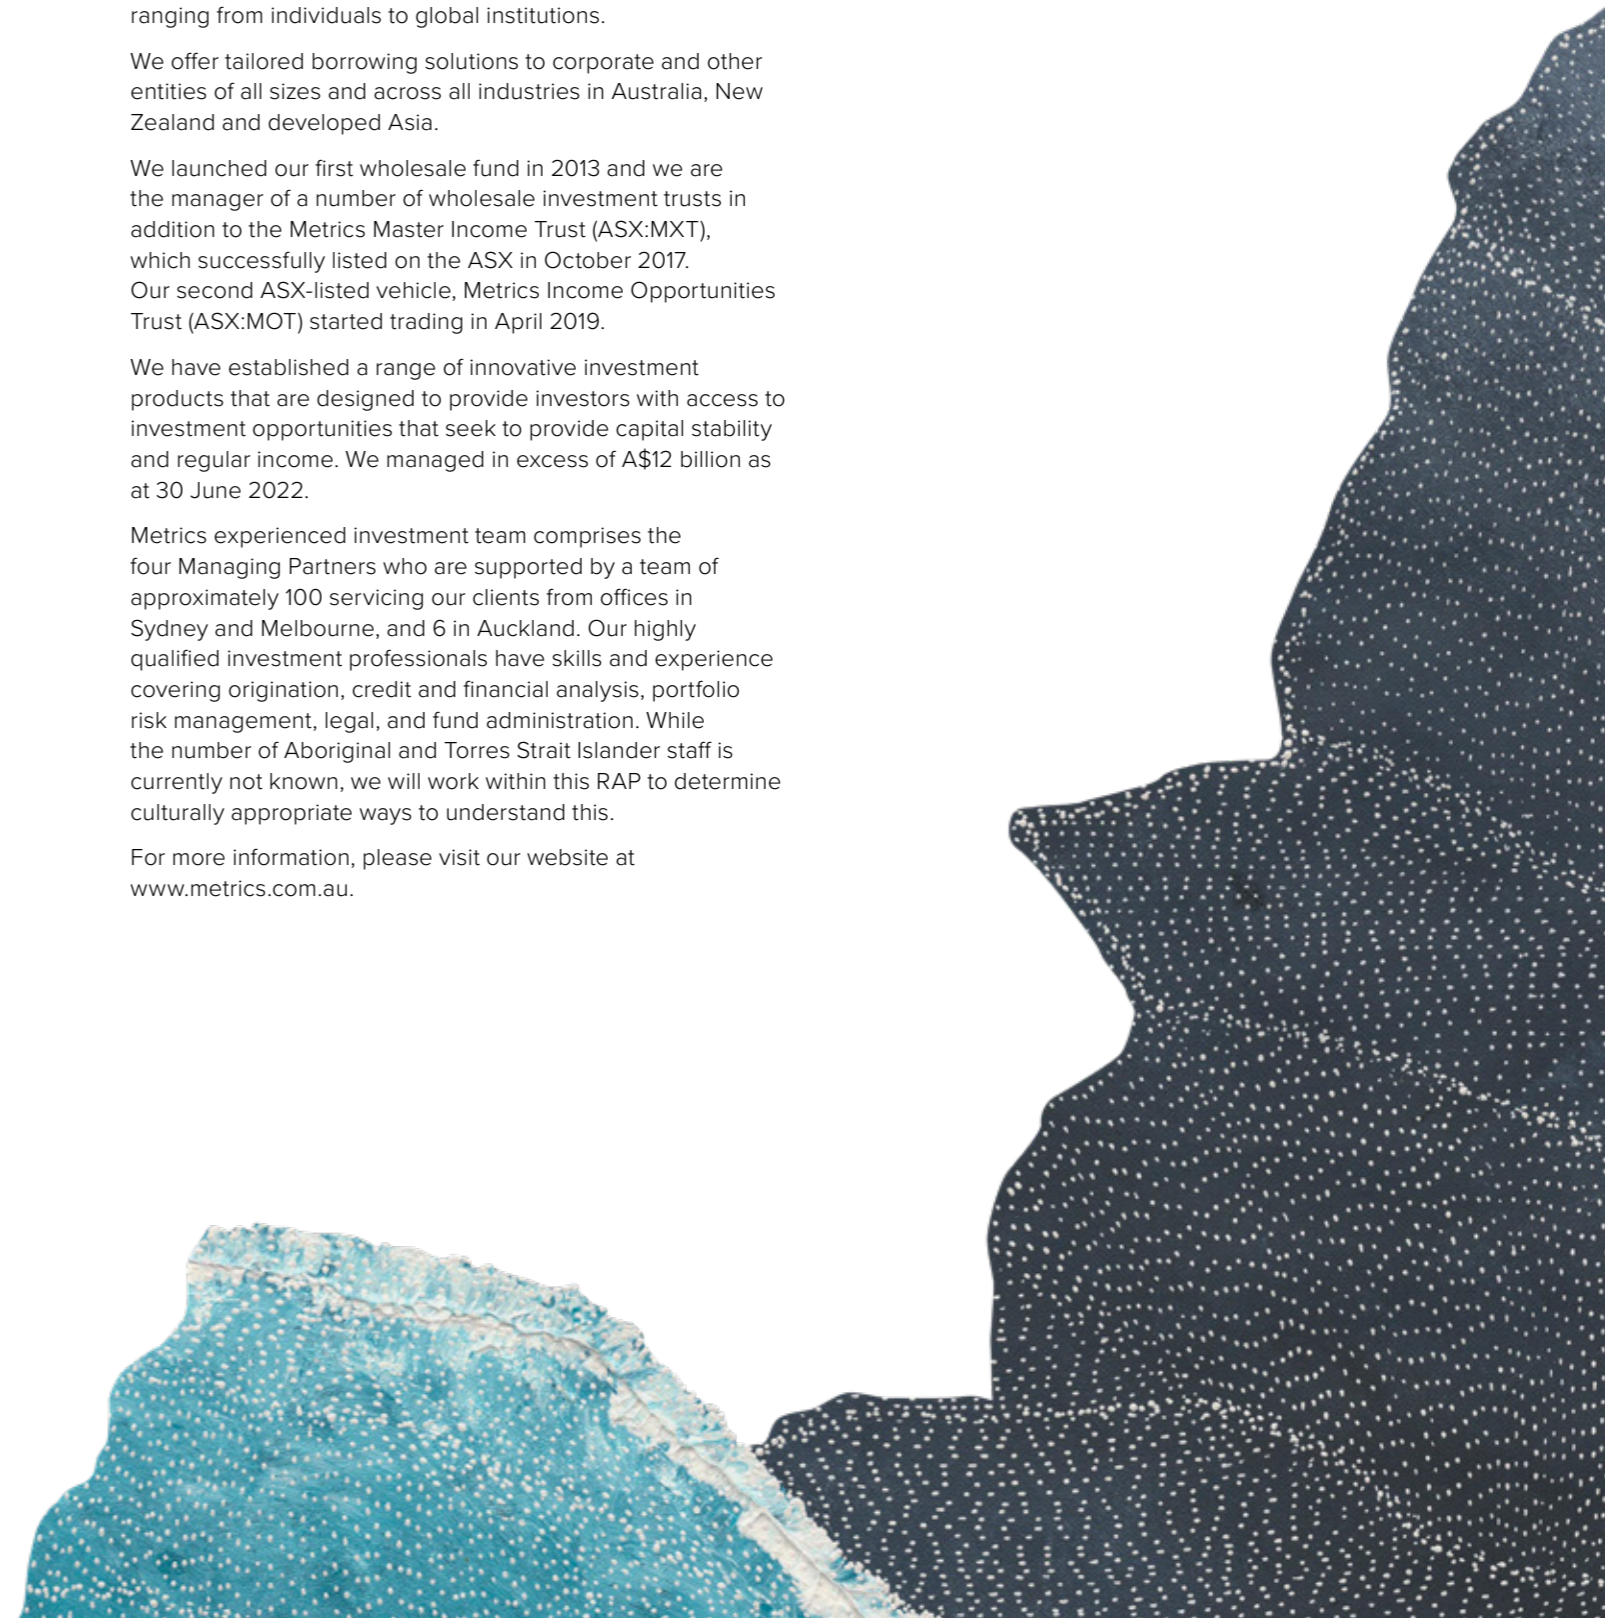 ranging from individuals to global institutions.
We offer tailored borrowing solutions to corporate and other
entities of all sizes and across all industries in Australia, New
Zealand and developed Asia.
We launched our first wholesale fund in 2013 and we are
the manager of a number of wholesale investment trusts in
addition to the Metrics Master Income Trust (ASX:MXT),
which successfully listed on the ASX in October 2017.
Our second ASX-listed vehicle, Metrics Income Opportunities
Trust (ASX:MOT) started trading in April 2019.
We have established a range of innovative investment
products that are designed to provide investors with access to
investment opportunities that seek to provide capital stability
and regular income. We managed in excess of A$12 billion as
at 30 June 2022.
Metrics experienced investment team comprises the
four Managing Partners who are supported by a team of
approximately 100 servicing our clients from offices in
Sydney and Melbourne, and 6 in Auckland. Our highly
qualified investment professionals have skills and experience
covering origination, credit and financial analysis, portfolio
risk management, legal, and fund administration. While
the number of Aboriginal and Torres Strait Islander staff is
currently not known, we will work within this RAP to determine
culturally appropriate ways to understand this.
For more information, please visit our website at
www.metrics.com.au.